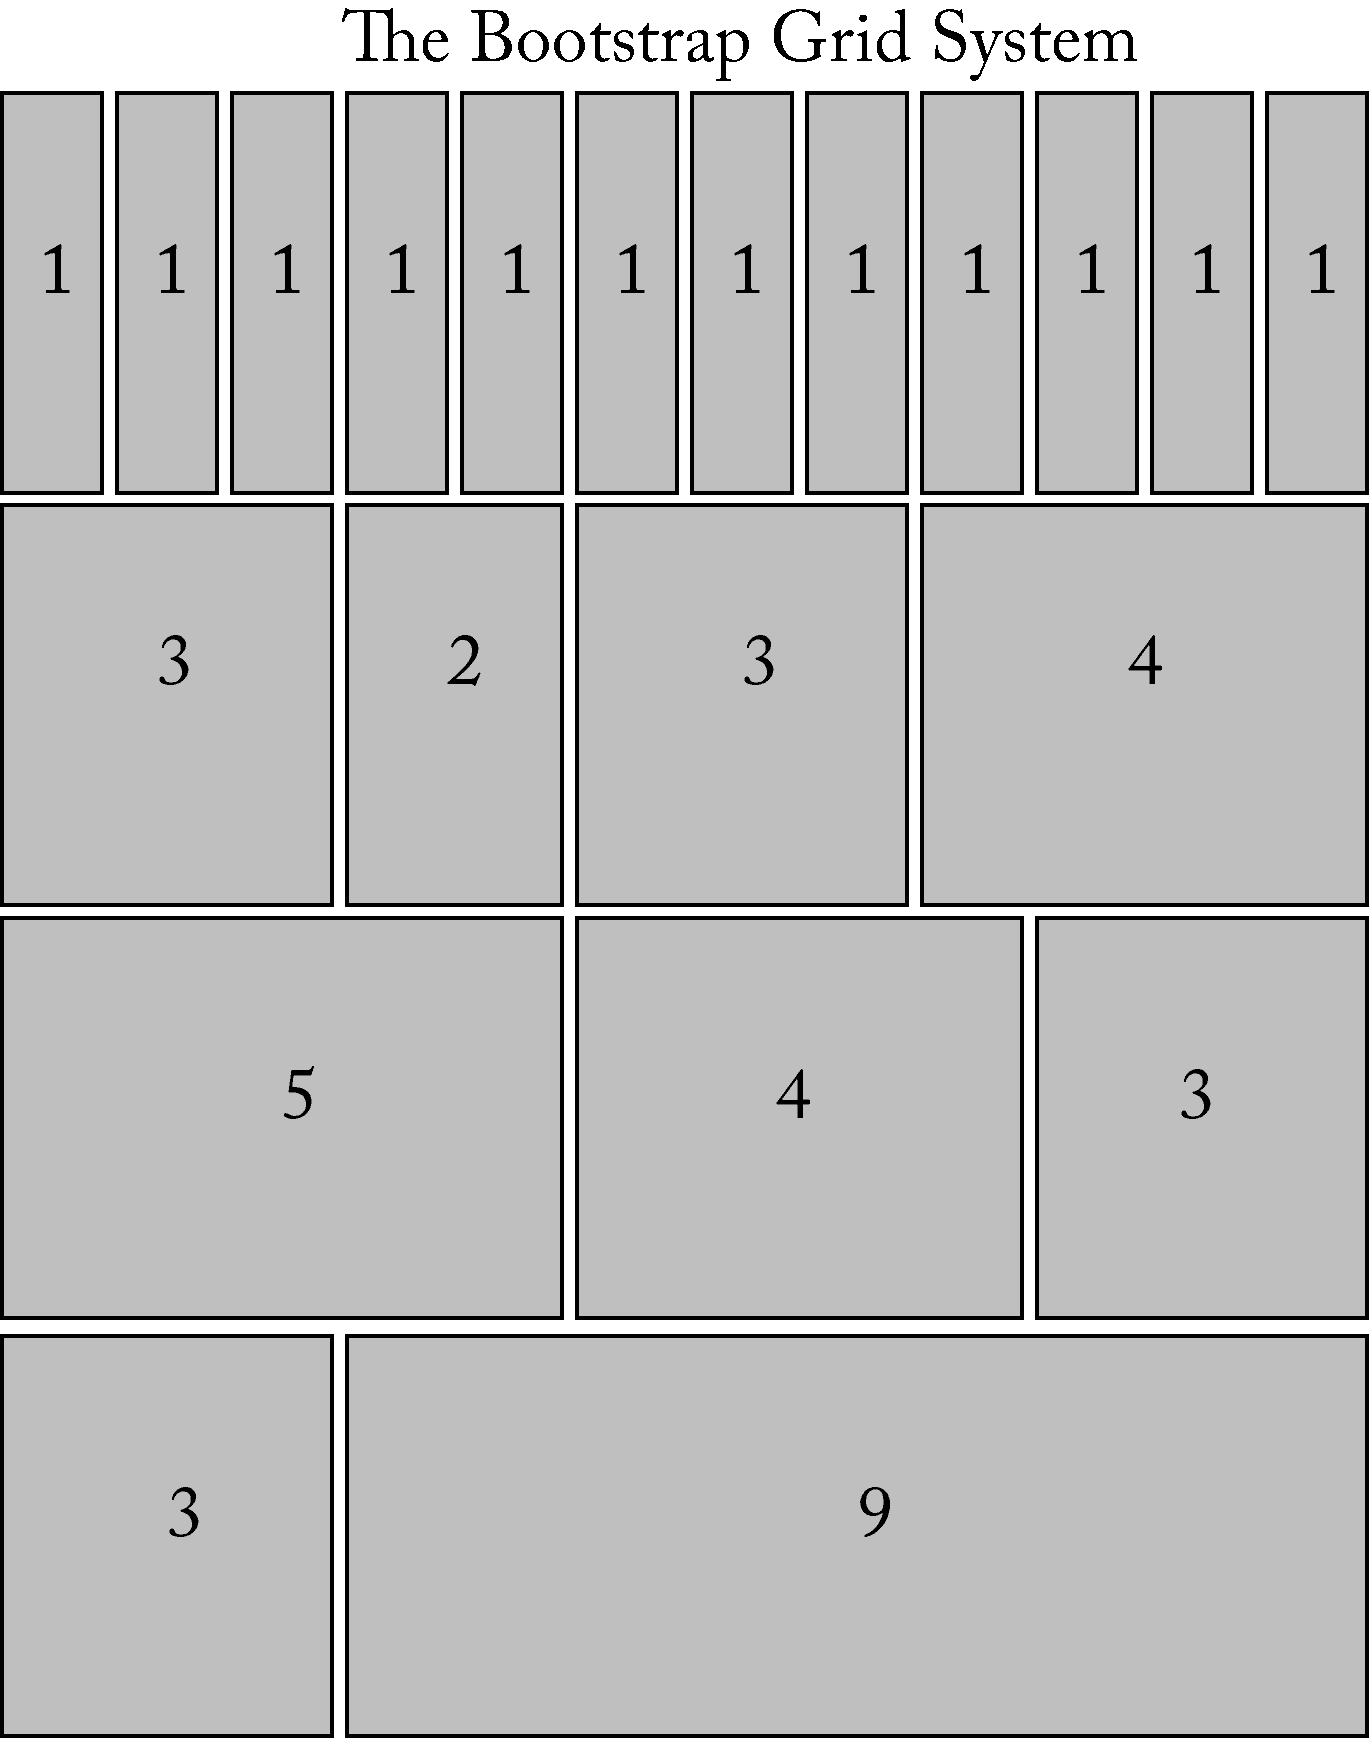 The Bootstrap Grid System
1 1 1 1 1 1 1 1 1 1 1 1
3 2 3 4
5 4 3
3 9